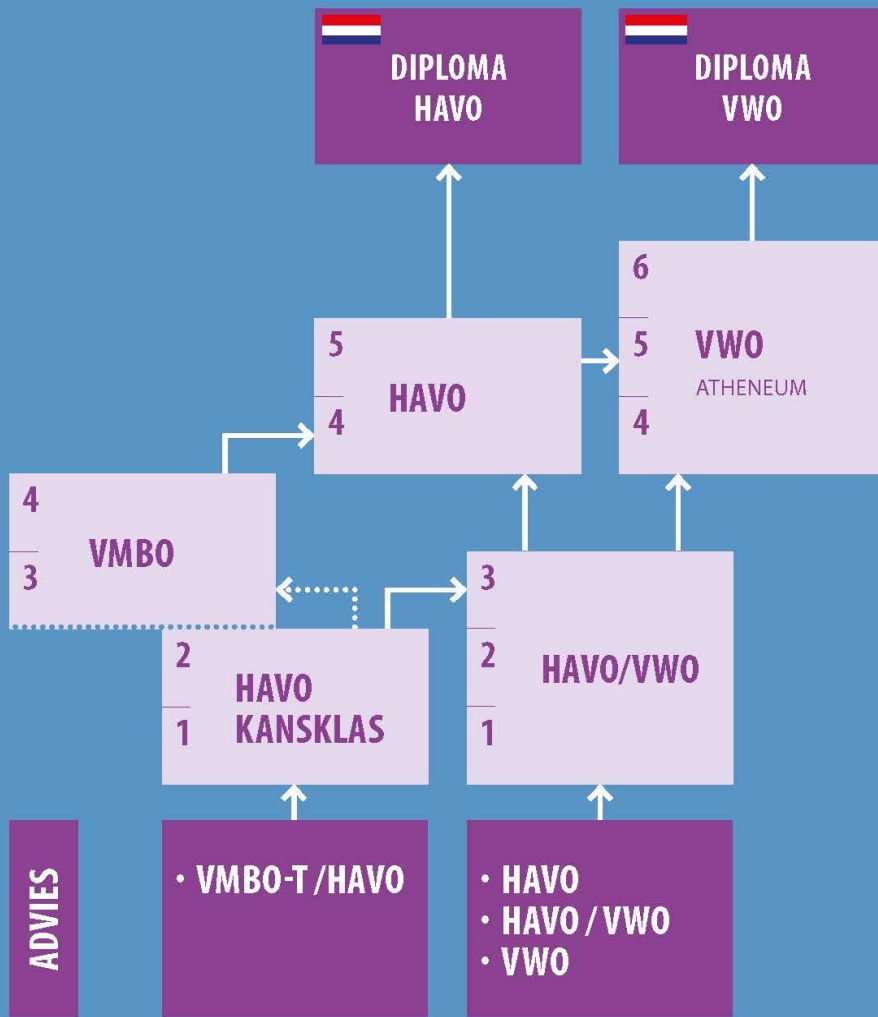 DIPLOMA
HAVO
DIPLOMA
VWO
6
5
4
VWO
ATHENEUM
5
4
HAVO
4
3
VMBO
3
2
1
HAVO/VWO
2
1
HAVO
KANSKLAS
ADVIES
• VMBO-T /HAVO
• HAVO
• HAVO / VWO
• VWO